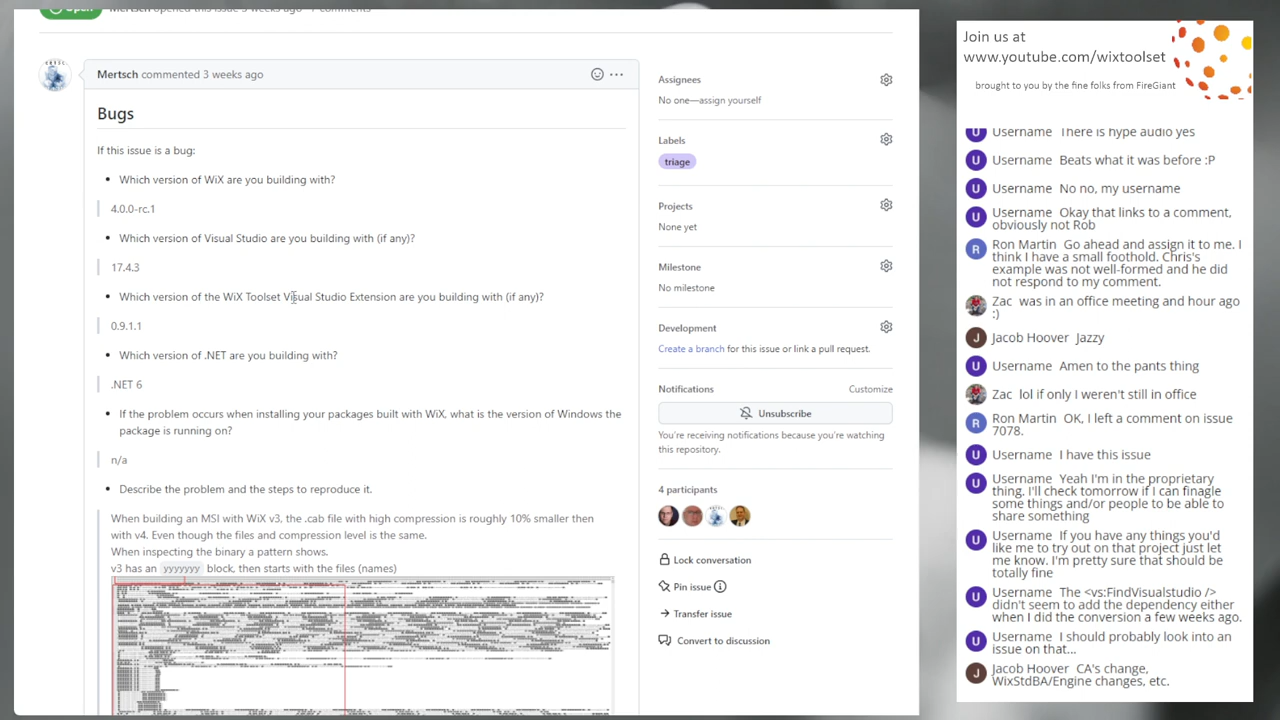 Open Mertsch opened this issue 3 weeks ago · 7 comments
Mertsch commented 3 weeks ago
Bugs
If this issue is a bug:
Which version of WiX are you building with?
4.0.0-rc.1
Which version of Visual Studio are you building with (if any)?
17.4.3
Which version of the WiX Toolset Visual Studio Extension are you building with (if any)?
0.9.1.1
Which version of .NET are you building with?
.NET 6
If the problem occurs when installing your packages built with WiX, what is the version of Windows the
package is running on?
n/a
Describe the problem and the steps to reproduce it.
When building an MSI with WiX v3, the .cab file with high compression is roughly 10% smaller then
with v4. Even though the files and compression level is the same.
When inspecting the binary a pattern shows.
v3 has an yyyyyyy block, then starts with the files (names)
Assignees
No one—assign yourself
Labels
triage
Projects
None yet
Milestone
No milestone
Development
Create a branch for this issue or link a pull request.
Notifications Customize
Unsubscribe
You're receiving notifications because you're watching
this repository.
4 participants
Lock conversation
Pin issue
Transfer issue
Convert to discussion
Join us at
www.youtube.com/wixtoolset
brought to you by the fine folks from FireGiant
U Username There is hype audio yes
U Username Beats what it was before :P
U Username No no, my username
U Username Okay that links to a comment,
obviously not Rob
R Ron Martin Go ahead and assign it to me. I
think I have a small foothold. Chris's
example was not well-formed and he did
not respond to my comment.
Zac was in an office meeting and hour ago
:)
J Jacob Hoover Jazzy
U Username Amen to the pants thing
Zac lol if only I weren't still in office
R Ron Martin OK, I left a comment on issue
7078.
U Username I have this issue
U Username Yeah I'm in the proprietary
thing. I'll check tomorrow if I can finagle
some things and/or people to be able to
share something
U Username If you have any things you'd
like me to try out on that project just let
me know. I'm pretty sure that should be
totally fine
U Username The <vs:FindVisualstudio />
didn't seem to add the dependency either
when I did the conversion a few weeks ago.
U Username I should probably look into an
issue on that...
J Jacob Hoover CA's change,
WixStdBA/Engine changes, etc.